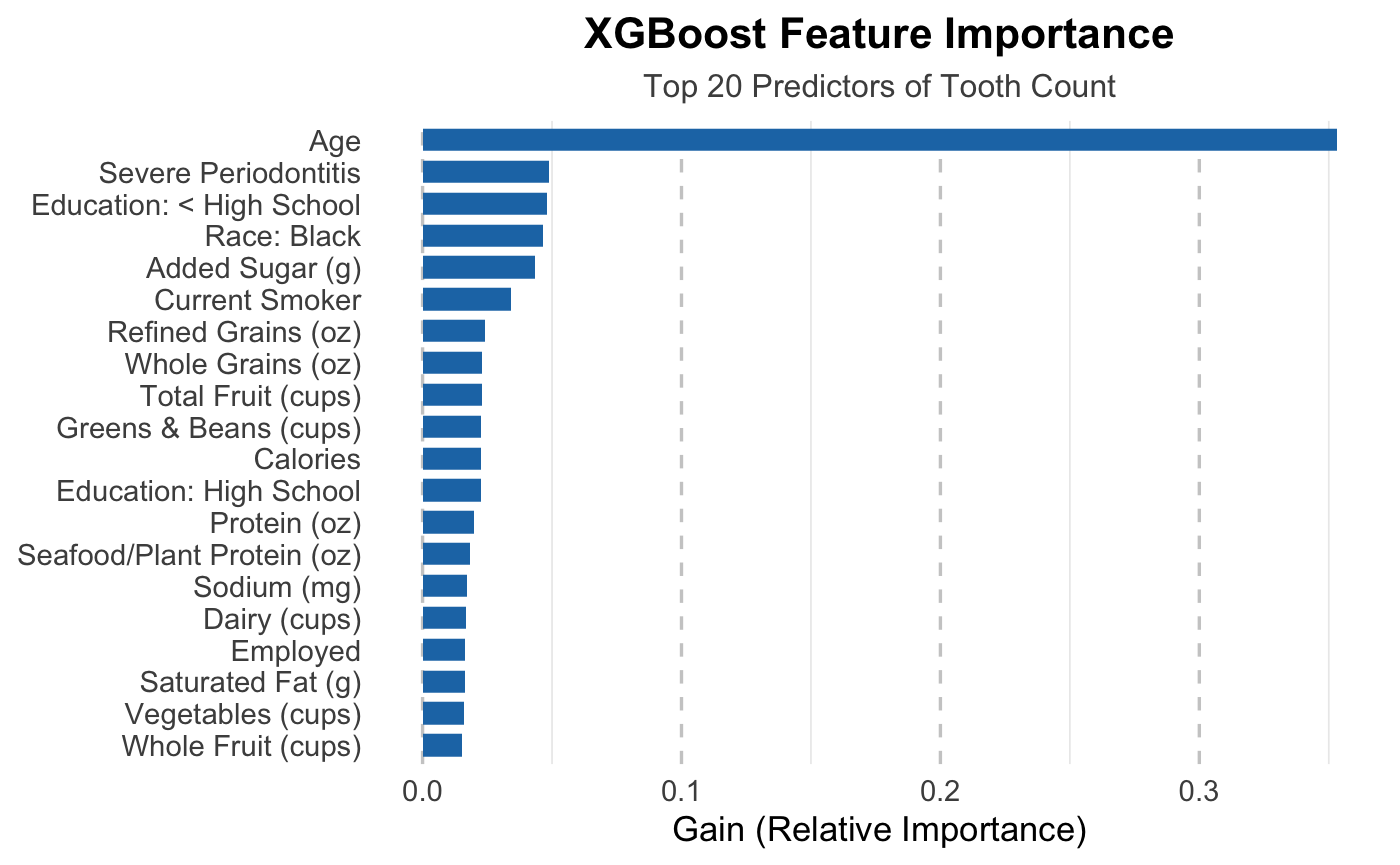 XGBoost Feature Importance
Top 20 Predictors of Tooth Count
Age
Severe Periodontitis
Education: < High School
Race: Black
Added Sugar (g)
Current Smoker
Refined Grains (oz)
Whole Grains (oz)
Total Fruit (cups)
Greens & Beans (cups)
Calories
Education: High School
Protein (oz)
Seafood/Plant Protein (oz)
Sodium (mg)
Dairy (cups)
Employed
Saturated Fat (g)
Vegetables (cups)
Whole Fruit (cups)
0.0 0.1 0.2 0.3
Gain (Relative Importance)